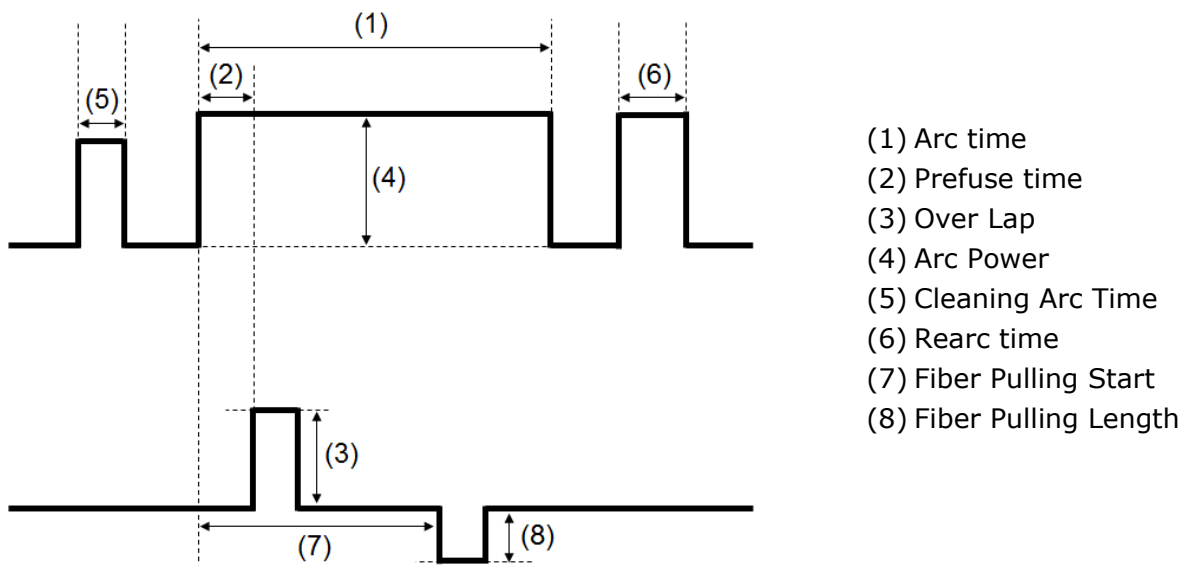 (1)
(2)
(6)
(5)
(4)
(3)
(7)
(8)
(1) Arc time
(2) Prefuse time
(3) Over Lap
(4) Arc Power
(5) Cleaning Arc Time
(6) Rearc time
(7) Fiber Pulling Start
(8) Fiber Pulling Length